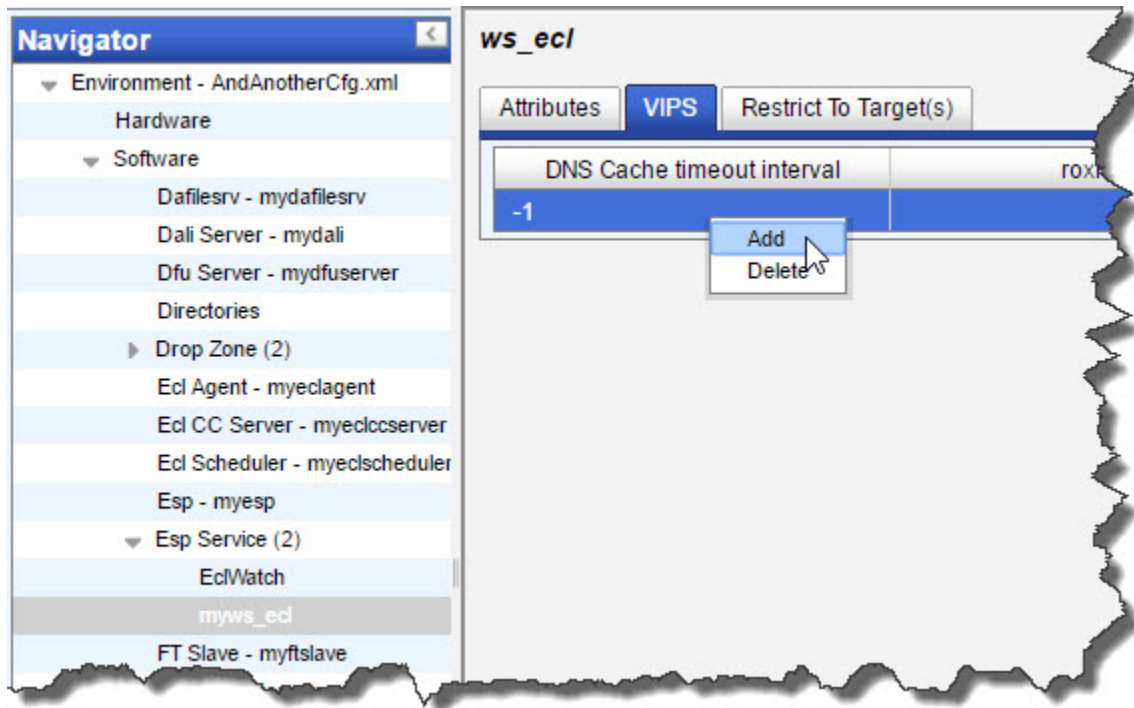 Navigator
Environment - AndAnotherCfg.xml
Hardware
Software
Dafilesrv - mydafilesrv
Dali Server - mydali
Dfu Server - mydfuserver
Directories
Drop Zone (2)
Ecl Agent - myeclagent
Ecl CC Server - myeclccserver
Ecl Scheduler - myeclscheduler
Esp - myesp
Esp Service (2)
EclWatch
myws_ecl
FT Slave - myftslave
ws_ecl
Attributes VIPS Restrict To Target(s)
DNS Cache timeout interval
-1
Add
Delete